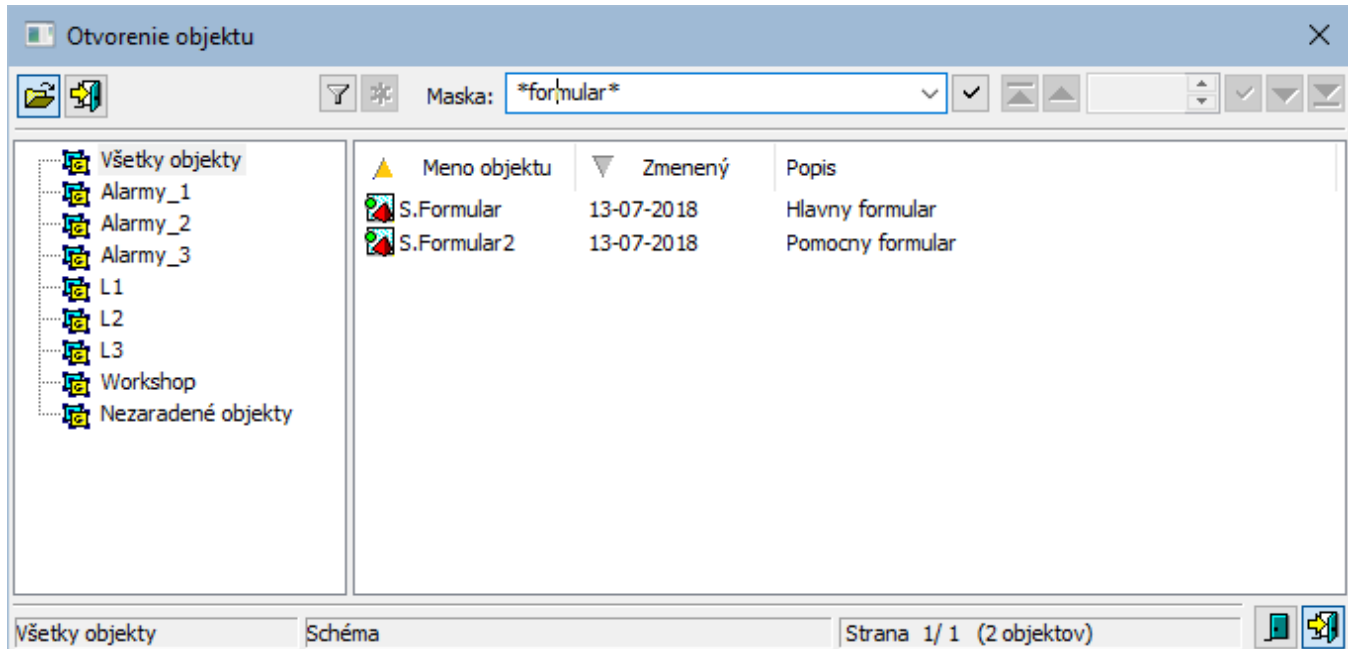 Otvorenie objektu
Maska: *formular*
Všetky objekty
Alarmy_1
Alarmy_2
Alarmy_3
L1
L2
L3
Workshop
Nezaradené objekty
Meno objektu Zmenený Popis
S.Formular 13-07-2018 Hlavny formular
S.Formular2 13-07-2018 Pomocny formular
Všetky objekty Schéma Strana 1/ 1 (2 objektov)